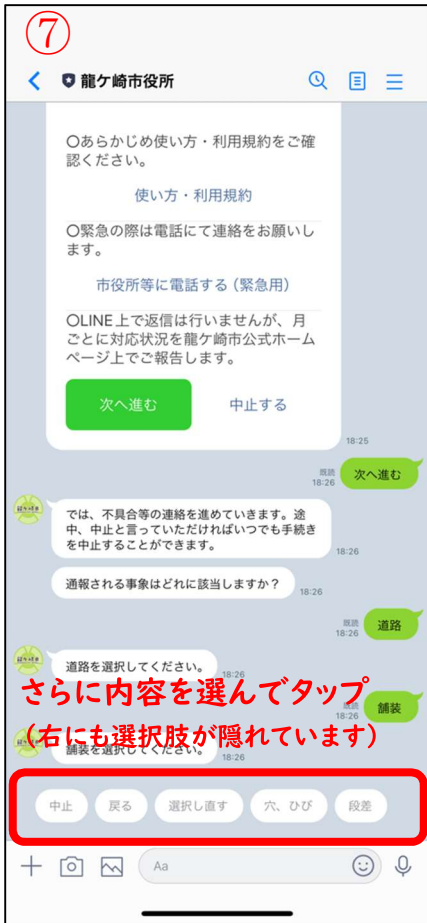 ⑦
龍ケ崎市役所
〇あらかじめ使い方・利用規約をご確
認ください。
使い方・利用規約
〇緊急の際は電話にて連絡をお願いし
ます。
市役所等に電話する（緊急用）
〇LINE上で返信は行いませんが、月
ごとに対応状況を龍ケ崎市公式ホーム
ページ上でご報告します。
次へ進む 中止する
18:25
既読
18:26
次へ進む
では、不具合等の連絡を進めていきます。途
中、中止と言っていただければいつでも手続き
を中止することができます。
18:26
通報される事象はどれに該当しますか？
18:26
既読
18:26
道路
道路を選択してください。
18:26
さらに内容を選んでタップ
既読
18:26
舗装
（右にも選択肢が隠れています）
舗装を選択してください。
18:26
中止 戻る 選択し直す 穴、ひび 段差
Aa